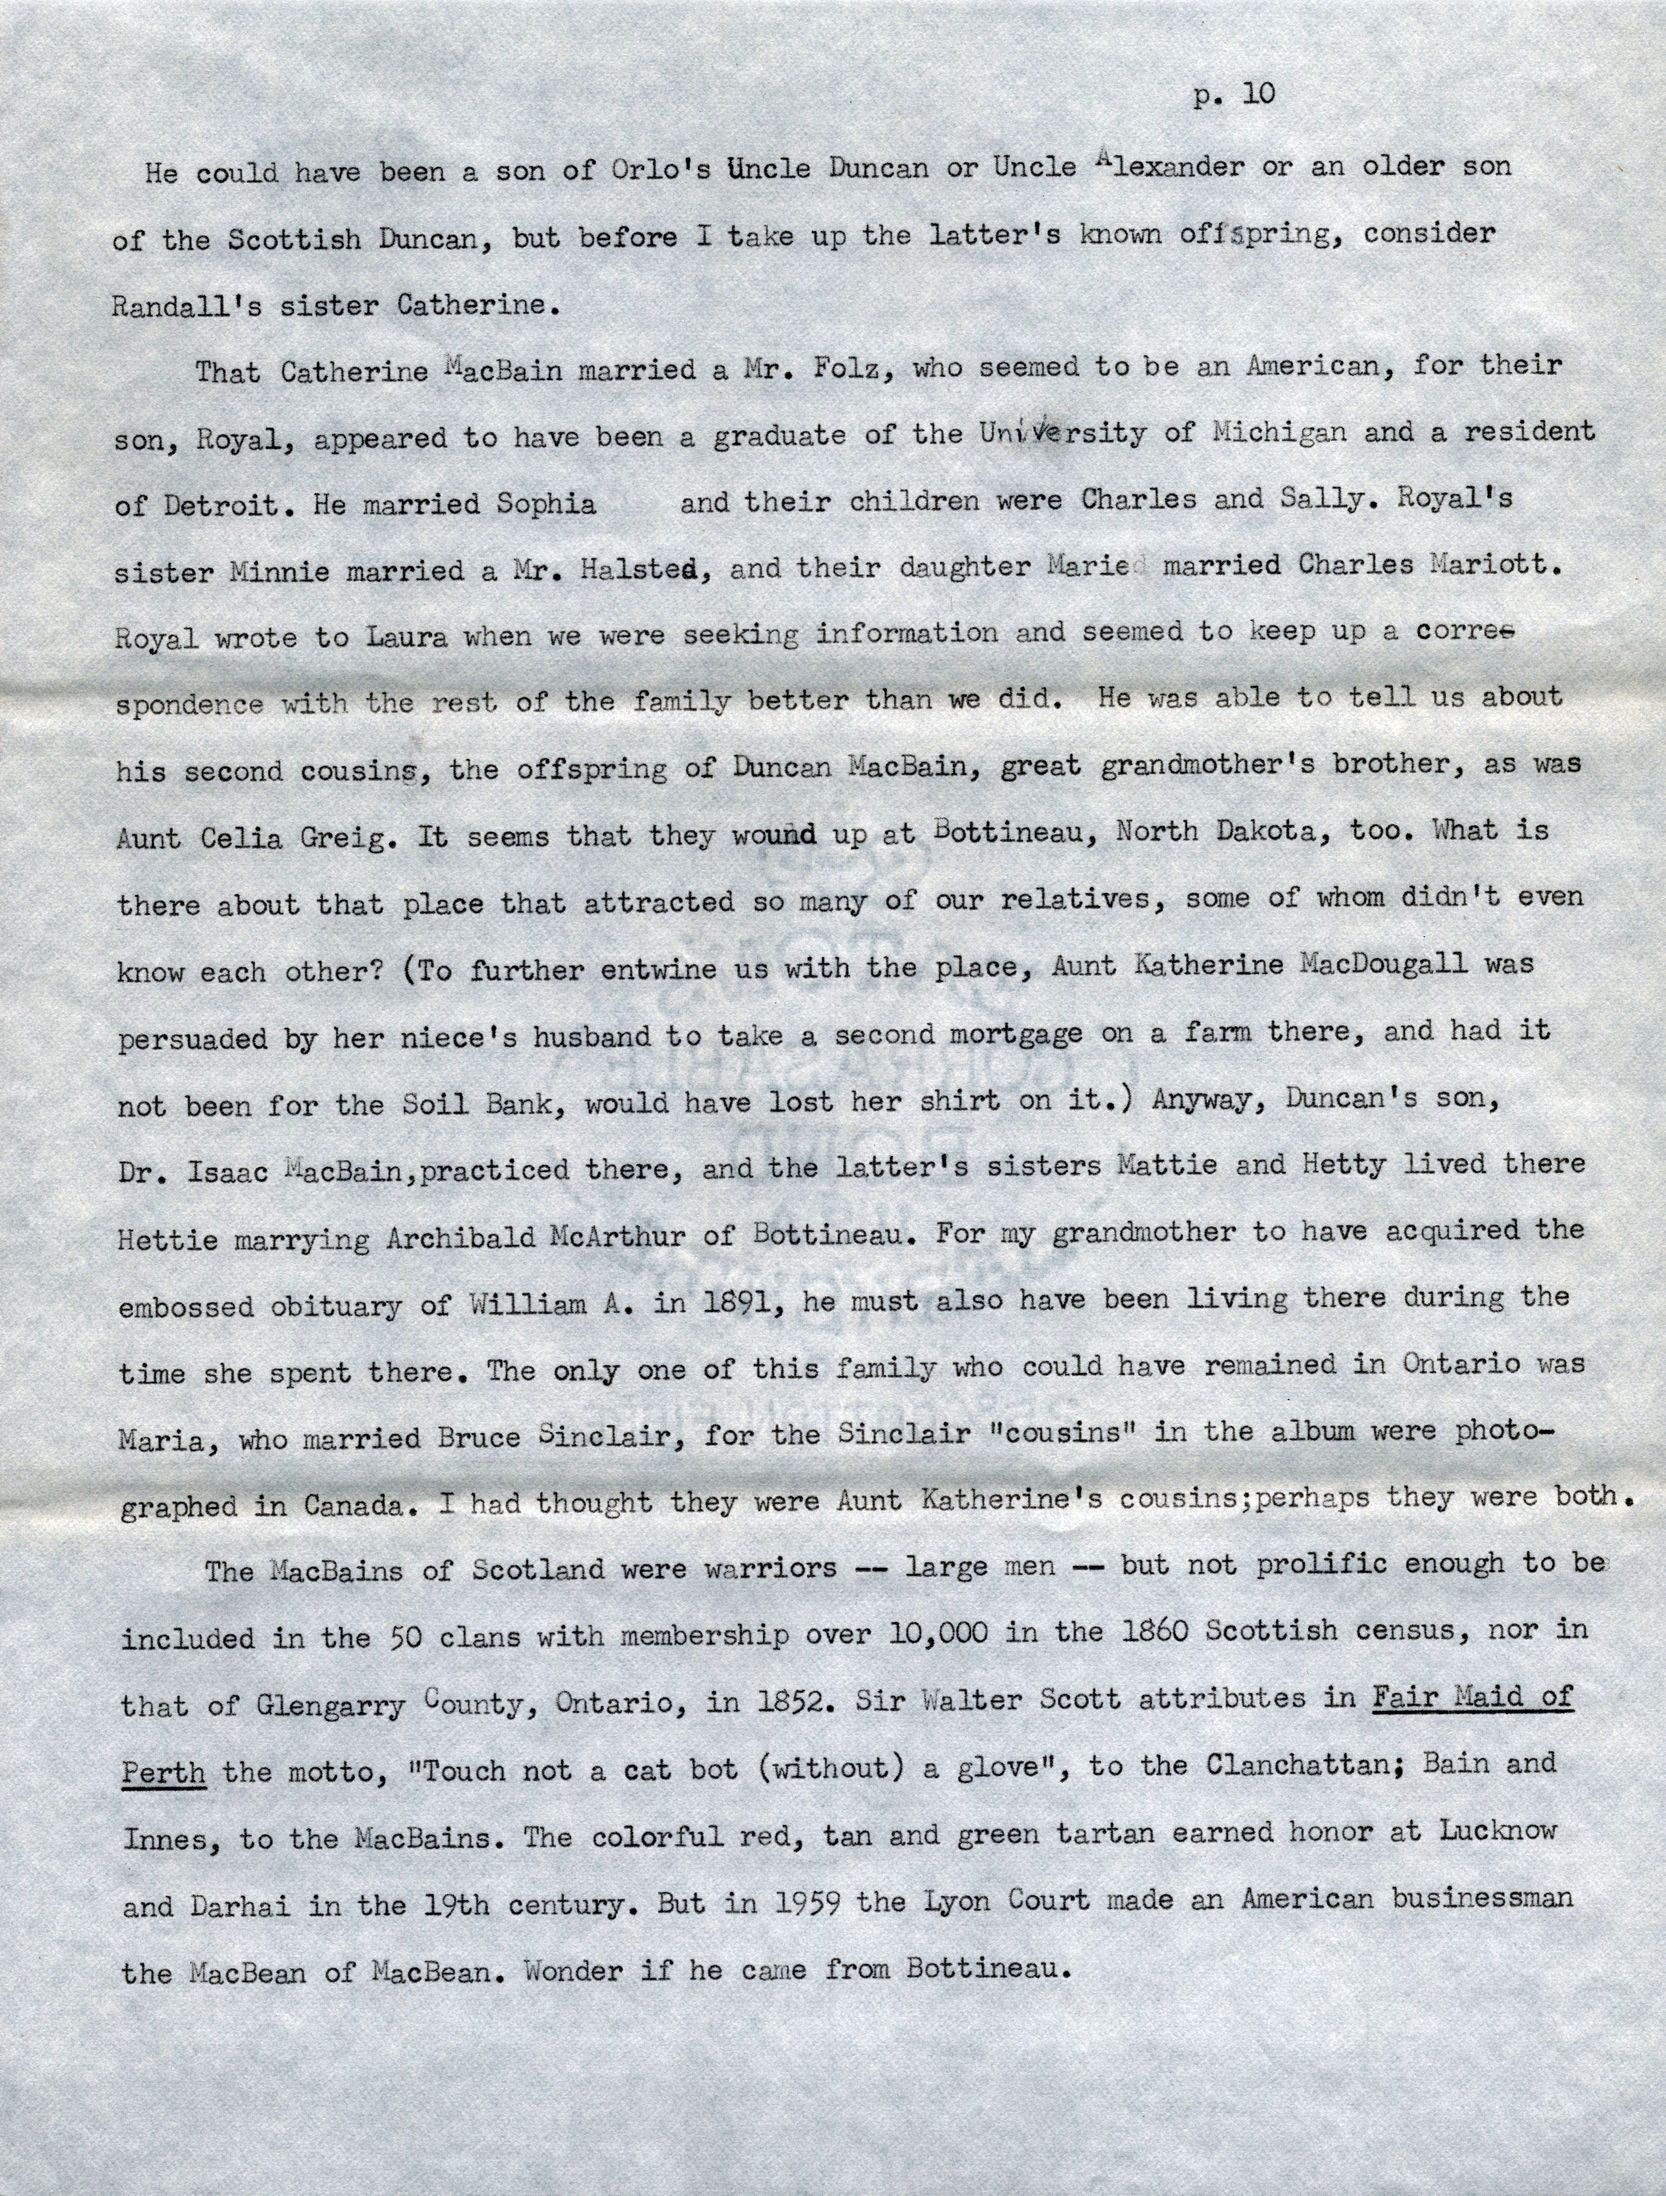 p. 10
He could have been a son of Orlo's Uncle Duncan or Uncle Alexander or an older son
of the Scottish Duncan, but before I take up the latter's known offspring, consider
Randall's sister Catherine.
That Catherine MacBain married a Mr. Folz, who seemed to be an American, for their
son, Royal, appeared to have been a graduate of the University of Michigan and a resident
of Detroit. He married Sophia     and their children were Charles and Sally. Royal's
sister Minnie married a Mr. Halsted, and their daughter Marie married Charles Mariott.
Royal wrote to Laura when we were seeking information and seemed to keep up a corre-
spondence with the rest of the family better than we did.  He was able to tell us about
his second cousins, the offspring of Duncan MacBain, great grandmother's brother, as was
Aunt Celia Greig. It seems that they wound up at Bottineau, North Dakota, too. What is
there about that place that attracted so many of our relatives, some of whom didn't even
know each other? (To further entwine us with the place, Aunt Katherine MacDougall was
persuaded by her niece's husband to take a second mortgage on a farm there, and had it
not been for the Soil Bank, would have lost her shirt on it.) Anyway, Duncan's son,
Dr. Isaac MacBain,practiced there, and the latter's sisters Mattie and Hetty lived there
Hettie marrying Archibald McArthur of Bottineau. For my grandmother to have acquired the
embossed obituary of William A. in 1891, he must also have been living there during the
time she spent there. The only one of this family who could have remained in Ontario was
Maria, who married Bruce Sinclair, for the Sinclair "cousins" in the album were photo-
graphed in Canada. I had thought they were Aunt Katherine's cousins;perhaps they were both.
The MacBains of Scotland were warriors -- large men -- but not prolific enough to be
included in the 50 clans with membership over 10,000 in the 1860 Scottish census, nor in
that of Glengarry County, Ontario, in 1852. Sir Walter Scott attributes in Fair Maid of
Perth the motto, "Touch not a cat bot (without) a glove", to the Clanchattan; Bain and
Innes, to the MacBains. The colorful red, tan and green tartan earned honor at Lucknow
and Darhai in the 19th century. But in 1959 the Lyon Court made an American businessman
the MacBean of MacBean. Wonder if he came from Bottineau.